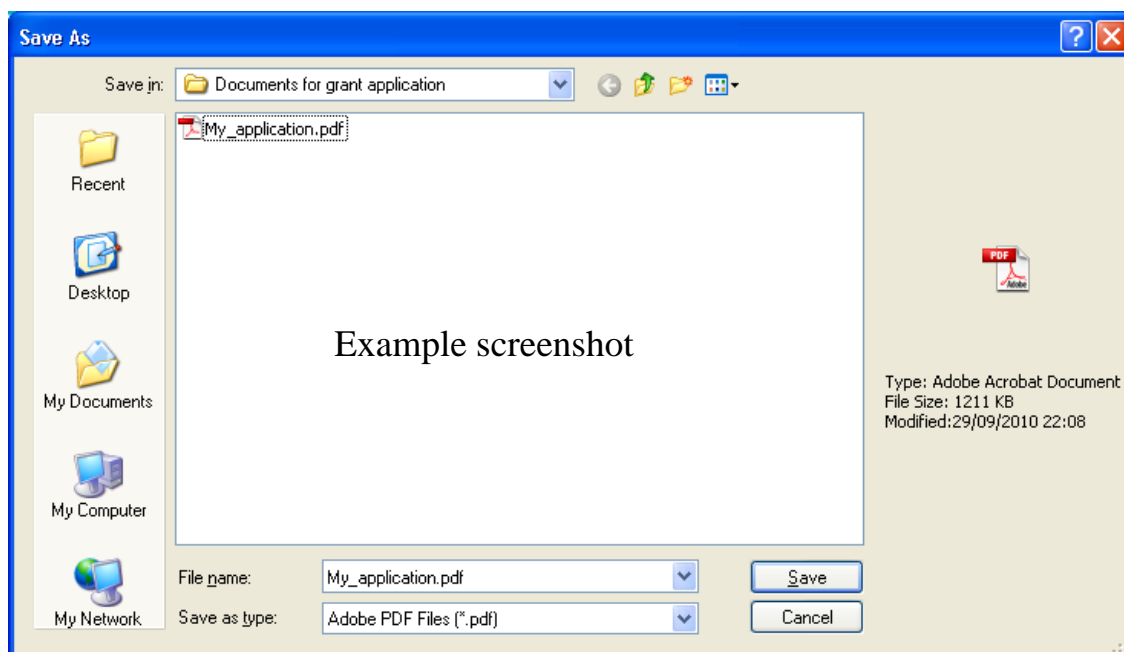 Save As
Save in: Documents for grant application
My_application.pdf
Recent
Desktop
My Documents
My Computer
My Network
Example screenshot
PDF
Adobe
Type: Adobe Acrobat Document
File Size: 1211 KB
Modified:29/09/2010 22:08
File name: My_application.pdf Save
Save as type: Adobe PDF Files (*.pdf) Cancel